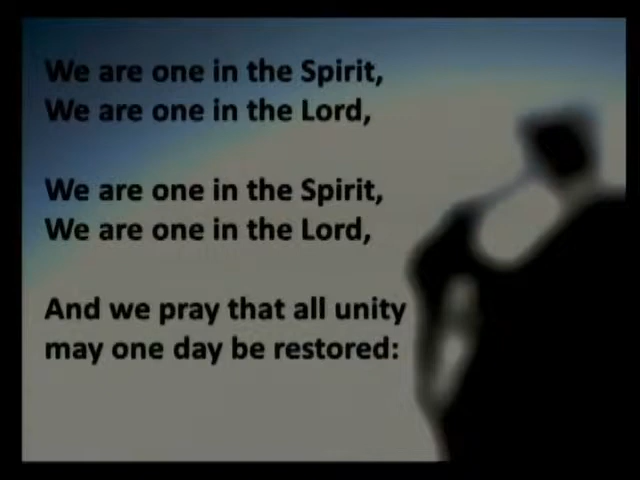 We are one in the Spirit,
We are one in the Lord,
We are one in the Spirit,
We are one in the Lord,
And we pray that all unity
may one day be restored: